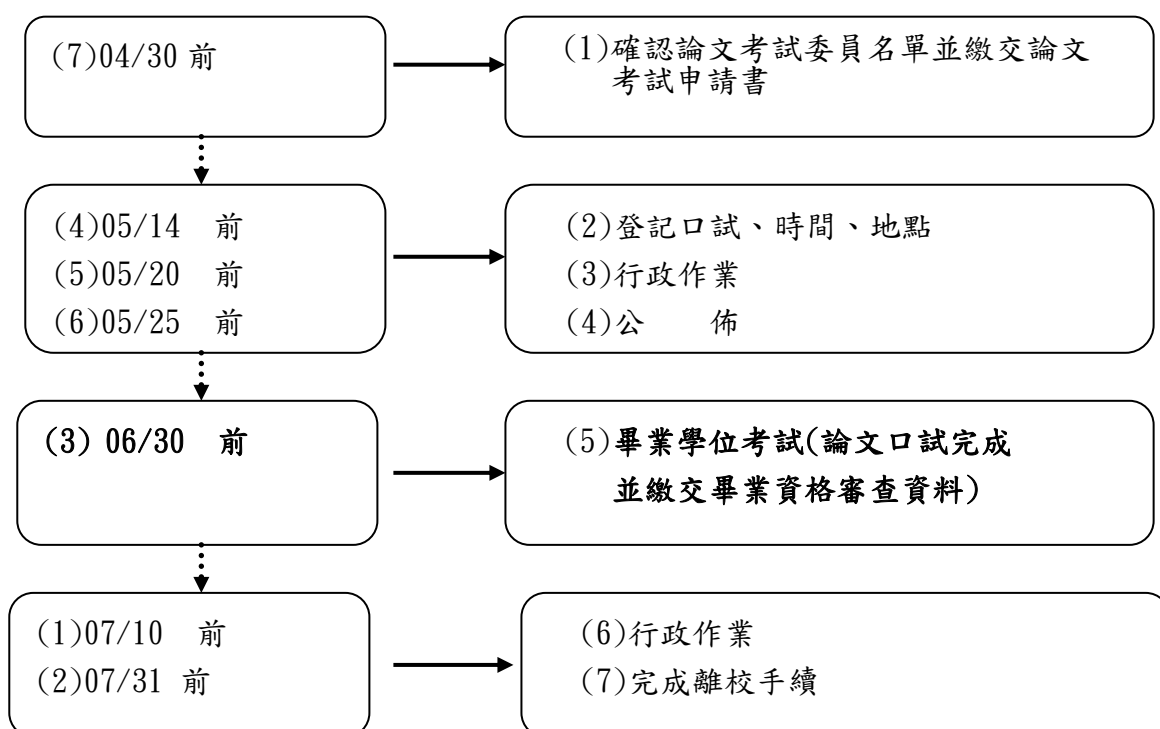 (7)04/30 前
(1)確認論文考試委員名單並繳交論文
考試申請書
(4)05/14 前
(5)05/20 前
(6)05/25 前
(2)登記口試、時間、地點
(3)行政作業
(4)公 佈
(3) 06/30 前
(5)畢業學位考試(論文口試完成
並繳交畢業資格審查資料)
(1)07/10 前
(2)07/31 前
(6)行政作業
(7)完成離校手續